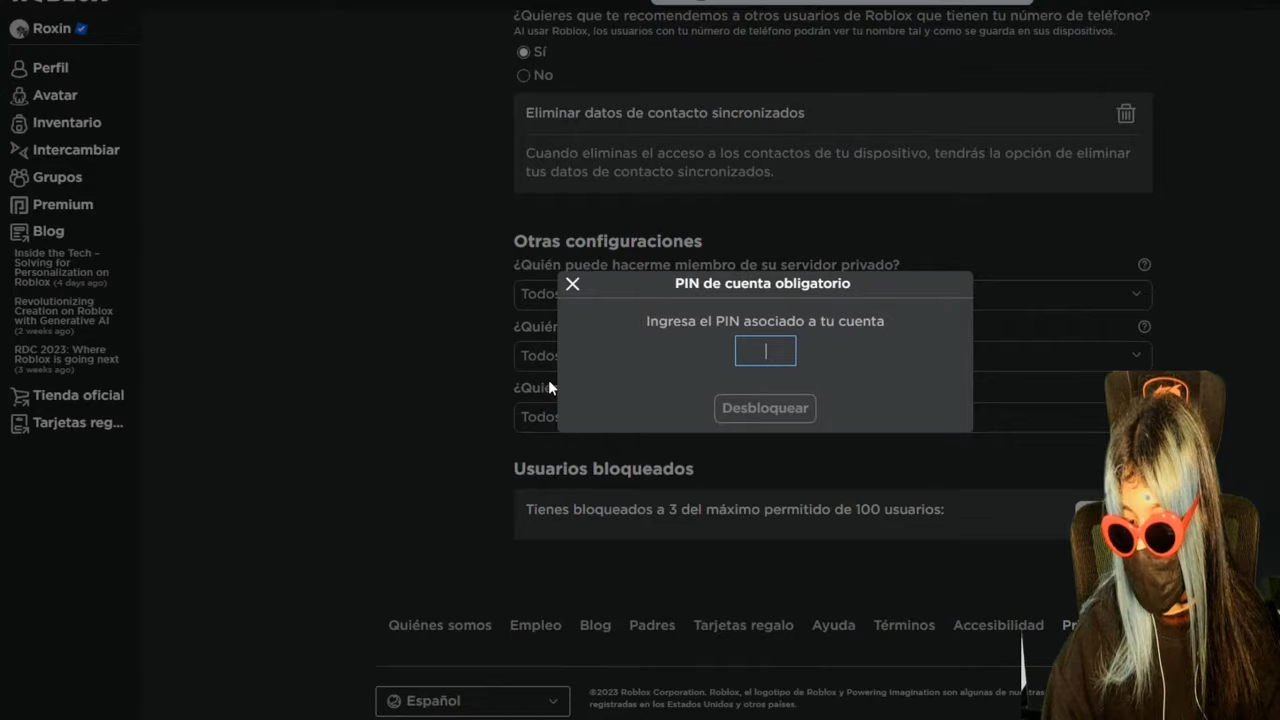 Roxin
Perfil
Avatar
Inventario
Intercambiar
Grupos
Premium
Blog
Inside the Tech –
Solving for
Personalization on
Roblox (4 days ago)
Revolutionizing
Creation on Roblox
with Generative AI
(2 weeks ago)
RDC 2023: Where
Roblox is going next
(3 weeks ago)
Tienda oficial
Tarjetas reg...
¿Quieres que te recomendemos a otros usuarios de Roblox que tienen tu número de teléfono?
Al usar Roblox, los usuarios con tu número de teléfono podrán ver tu nombre tal y como se guarda en sus dispositivos.
Sí
No
Eliminar datos de contacto sincronizados
Cuando eliminas el acceso a los contactos de tu dispositivo, tendrás la opción de eliminar
tus datos de contacto sincronizados.
Otras configuraciones
¿Quién puede hacerme miembro de su servidor privado?
Todos
PIN de cuenta obligatorio
Ingresa el PIN asociado a tu cuenta
Desbloquear
¿Quién
Todos
Todos
Usuarios bloqueados
Tienes bloqueados a 3 del máximo permitido de 100 usuarios:
Quiénes somos Empleo Blog Padres Tarjetas regalo Ayuda Términos Accesibilidad
Español
©2023 Roblox Corporation. Roblox, el logotipo de Roblox y Powering Imagination son algunas de
registradas en los Estados Unidos y otros países.